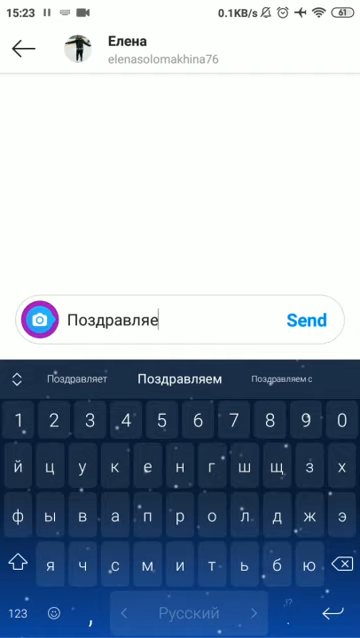 15:23 0.1KB/s 61
Елена
elenasolomakhina76
Поздравляе Send
Поздравляет Поздравляем Поздравляем с
1 2 3 4 5 6 7 8 9 0
й ц у к е н г ш щ з х
ф ы в а п р о л д ж э
я ч с м и т ь б ю
123 , Русский . ,!?